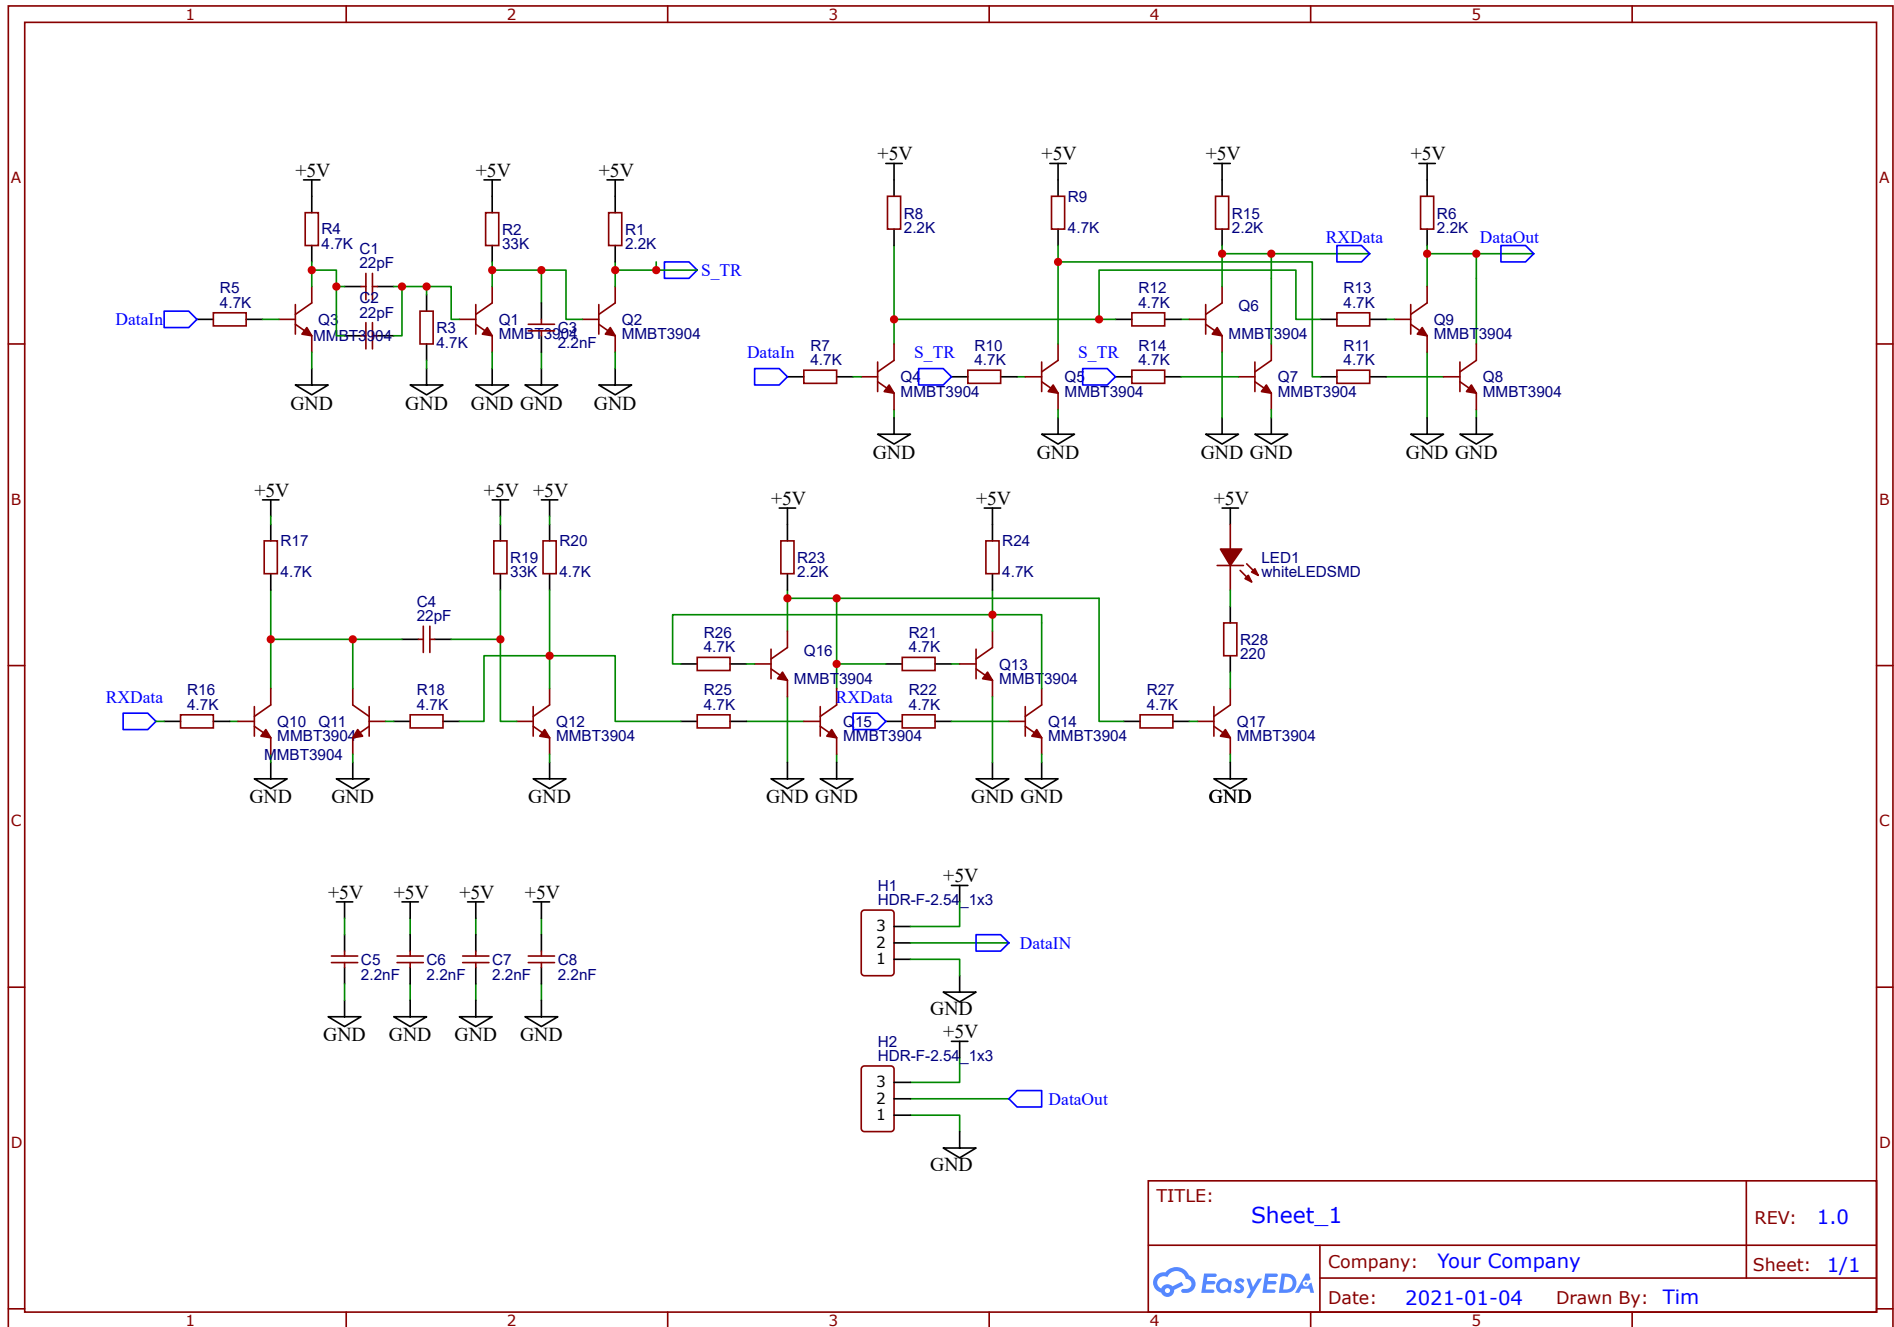 1 2 3 4 5
A
B
C
D
A
B
C
D
1 2 3 4 5
+5V
+5V
+5V
R4
4.7K
R2
33K
R1
2.2K
C1
22pF
C2
22pF
S_TR
R5
4.7K
DataIn
Q3
MMBT3904
R3
4.7K
Q1
MMBT3904
C3
2.2nF
Q2
MMBT3904
GND
GND
GND
GND
GND
+5V
+5V
+5V
+5V
R8
2.2K
R9
4.7K
R15
2.2K
R6
2.2K
RXData
DataOut
R12
4.7K
Q6
MMBT3904
R13
4.7K
Q9
MMBT3904
DataIn
R7
4.7K
Q4
MMBT3904
S_TR
R10
4.7K
Q5
MMBT3904
S_TR
R14
4.7K
Q7
MMBT3904
R11
4.7K
Q8
MMBT3904
GND
GND
GND
GND
GND
GND
+5V
+5V
+5V
+5V
+5V
+5V
R17
4.7K
R19
33K
R20
4.7K
R23
2.2K
R24
4.7K
LED1
whiteLEDSMD
C4
22pF
R28
220
R26
4.7K
Q16
MMBT3904
R21
4.7K
Q13
MMBT3904
RXData
R16
4.7K
Q10
MMBT3904
Q11
MMBT3904
R18
4.7K
Q12
MMBT3904
R25
4.7K
Q15
MMBT3904
RXData
R22
4.7K
Q14
MMBT3904
R27
4.7K
Q17
MMBT3904
GND
GND
GND
GND
GND
GND
GND
GND
+5V
+5V
+5V
+5V
C5
2.2nF
C6
2.2nF
C7
2.2nF
C8
2.2nF
GND
GND
GND
GND
+5V
H1
HDR-F-2.54_1x3
3
2
1
DataIN
GND
+5V
H2
HDR-F-2.54_1x3
3
2
1
DataOut
GND
TITLE:
Sheet_1
REV: 1.0
EasyEDA
Company: Your Company
Sheet: 1/1
Date: 2021-01-04 Drawn By: Tim